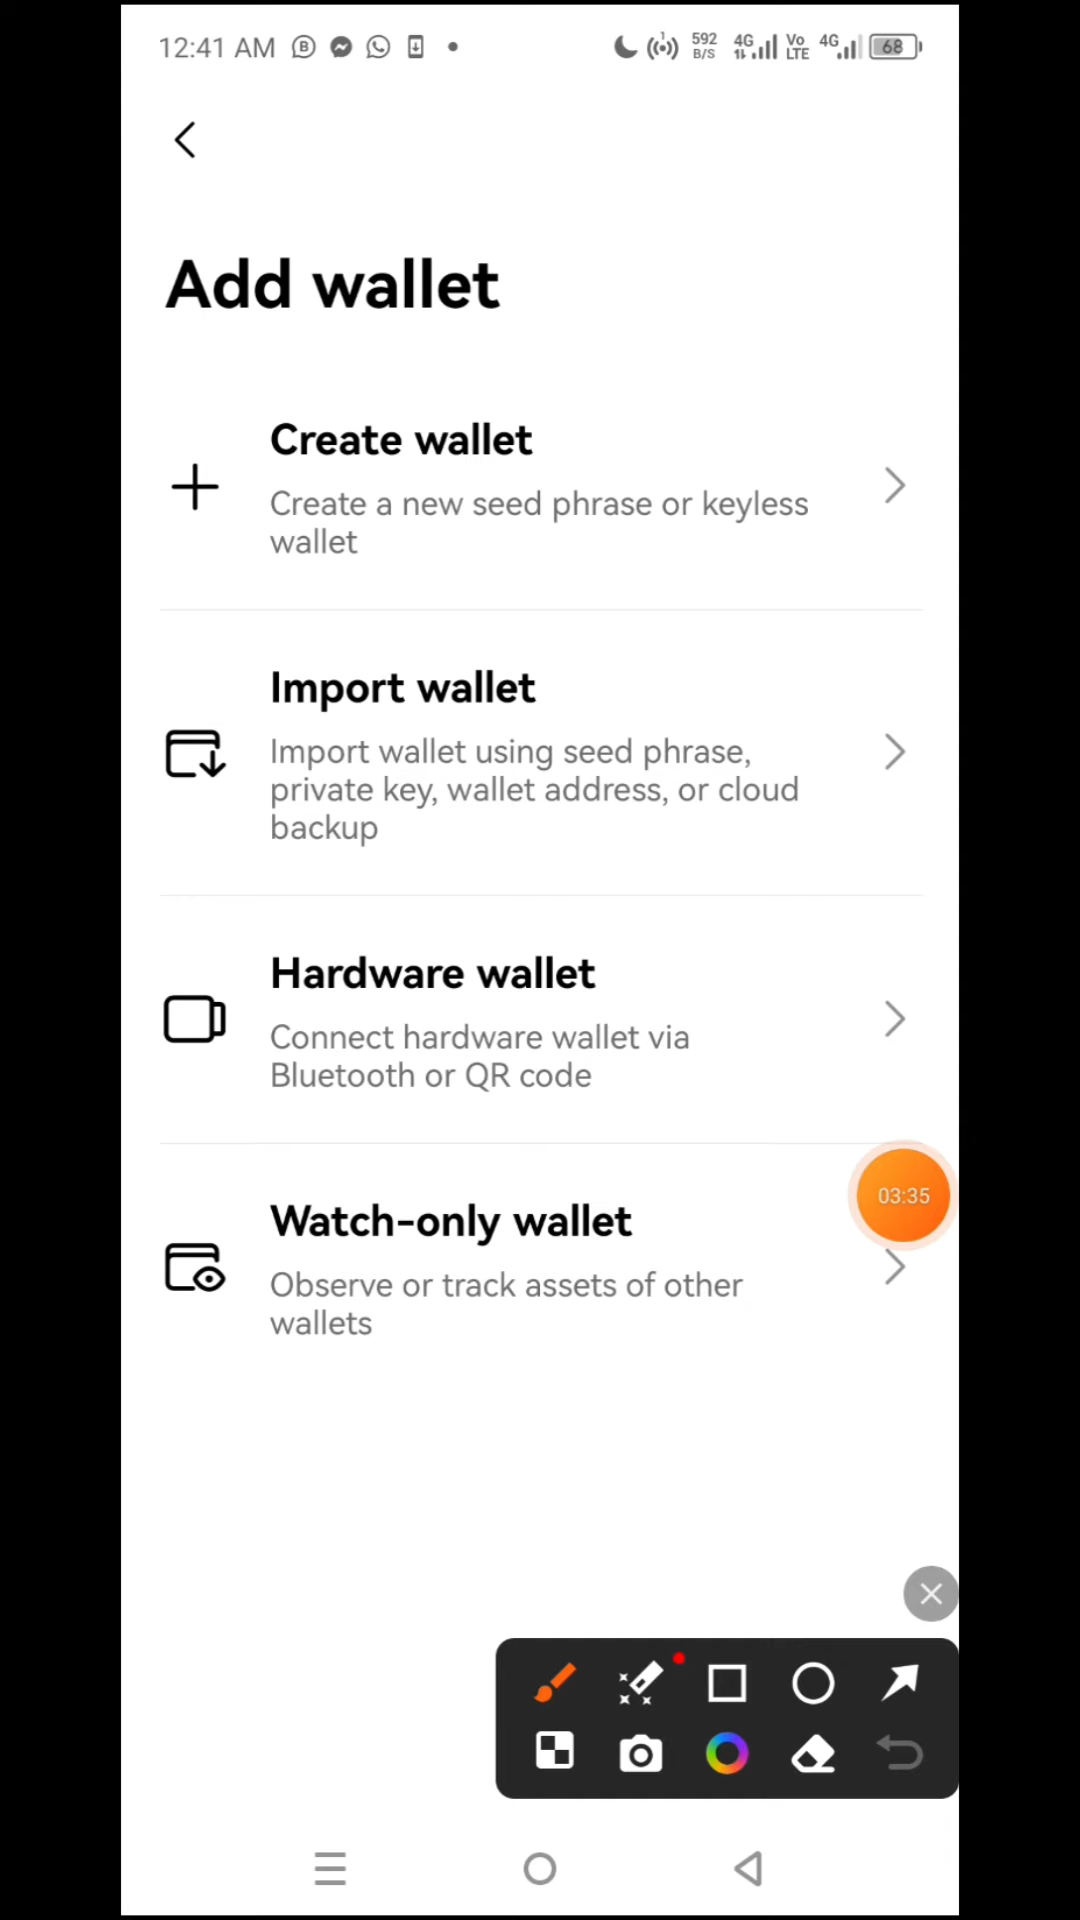 12:41 AM
592 B/S 4G Vo LTE 4G 68
Add wallet
Create wallet
Create a new seed phrase or keyless
wallet
Import wallet
Import wallet using seed phrase,
private key, wallet address, or cloud
backup
Hardware wallet
Connect hardware wallet via
Bluetooth or QR code
03:35
Watch-only wallet
Observe or track assets of other
wallets